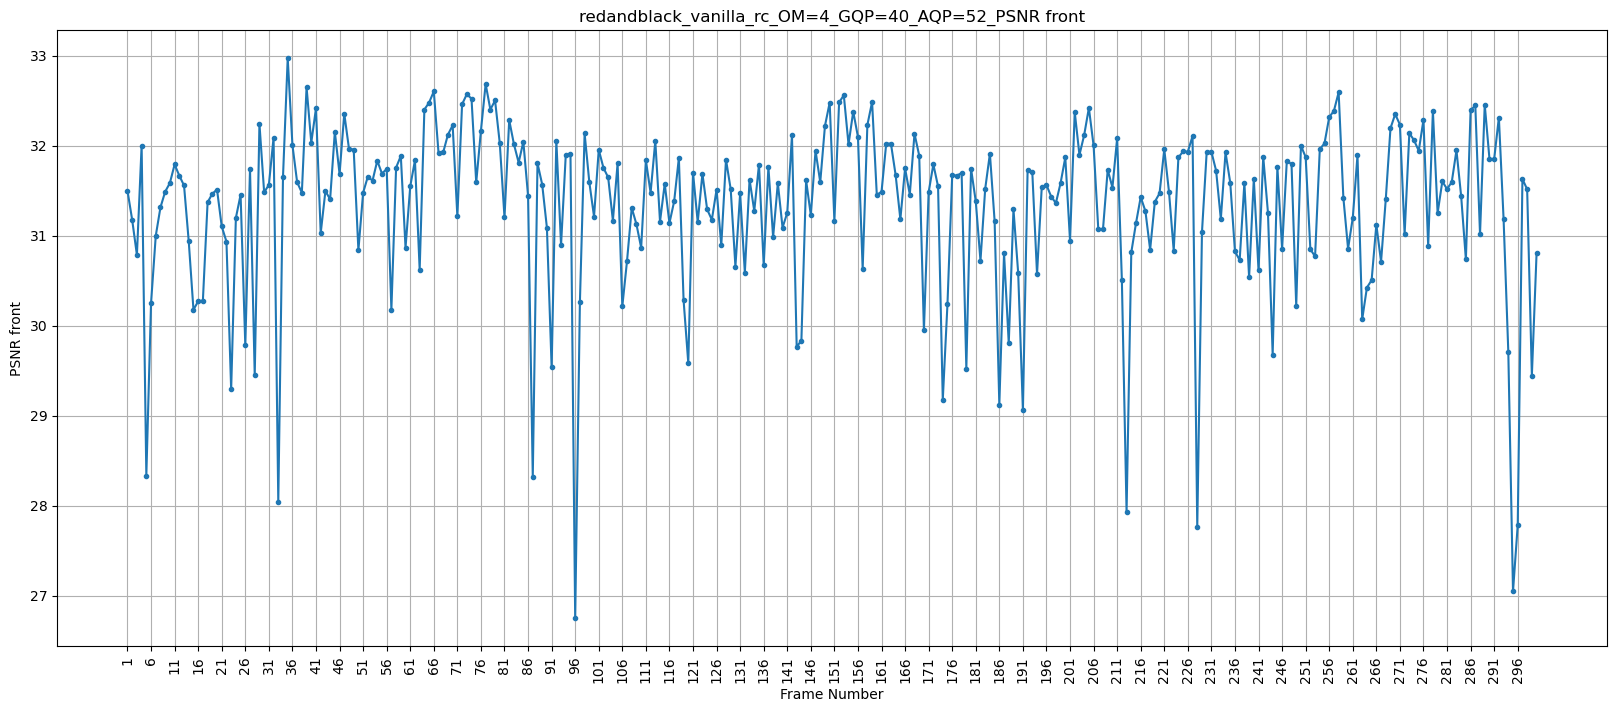 redandblack_vanilla_rc_OM=4_GQP=40_AQP=52_PSNR front
33
32
31
30
29
28
27
PSNR front
1 6 11 16 21 26 31 36 41 46 51 56 61 66 71 76 81 86 91 96 101 106 111 116 121 126 131 136 141 146 151 156 161 166 171 176 181 186 191 196 201 206 211 216 221 226 231 236 241 246 251 256 261 266 271 276 281 286 291 296
Frame Number